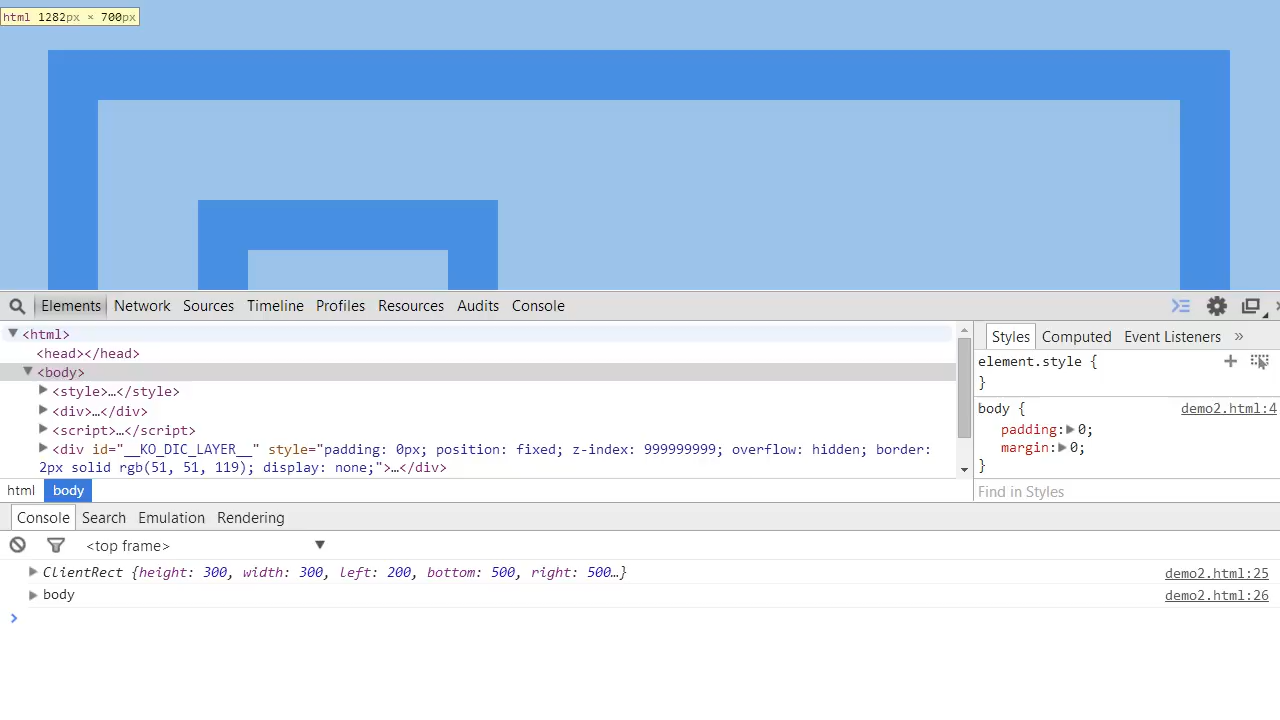 html 1282px × 700px
Elements Network Sources Timeline Profiles Resources Audits Console
<html>
<head></head>
<body>
<style>…</style>
<div>…</div>
<script>…</script>
<div id="__KO_DIC_LAYER__" style="padding: 0px; position: fixed; z-index: 999999999; overflow: hidden; border:
2px solid rgb(51, 51, 119); display: none;">…</div>
html body
Styles Computed Event Listeners »
element.style {
}
body { demo2.html:4
padding: 0;
margin: 0;
}
Find in Styles
Console Search Emulation Rendering
<top frame>
ClientRect {height: 300, width: 300, left: 200, bottom: 500, right: 500…} demo2.html:25
body demo2.html:26